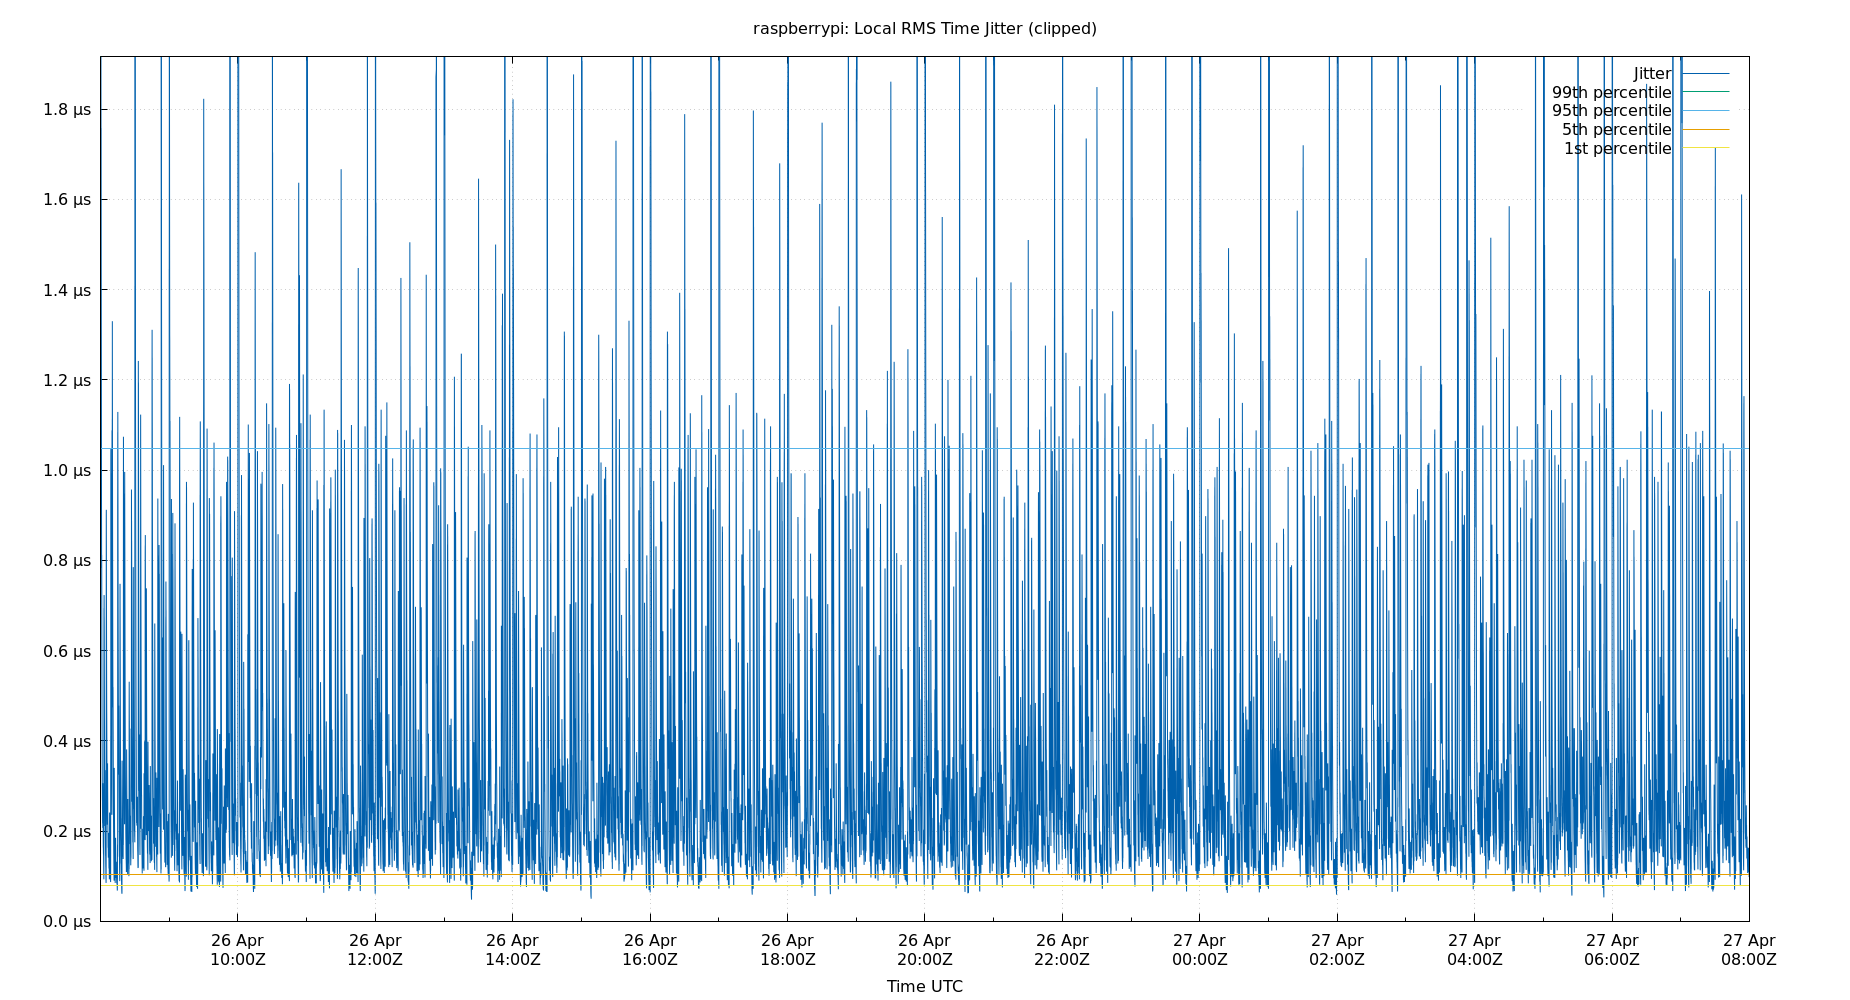 raspberrypi: Local RMS Time Jitter (clipped)
Jitter
99th percentile
95th percentile
5th percentile
1st percentile
1.8 μs
1.6 μs
1.4 μs
1.2 μs
1.0 μs
0.8 μs
0.6 μs
0.4 μs
0.2 μs
0.0 μs
26 Apr 26 Apr 26 Apr 26 Apr 26 Apr 26 Apr 26 Apr 27 Apr 27 Apr 27 Apr 27 Apr 27 Apr
10:00Z 12:00Z 14:00Z 16:00Z 18:00Z 20:00Z 22:00Z 00:00Z 02:00Z 04:00Z 06:00Z 08:00Z
Time UTC